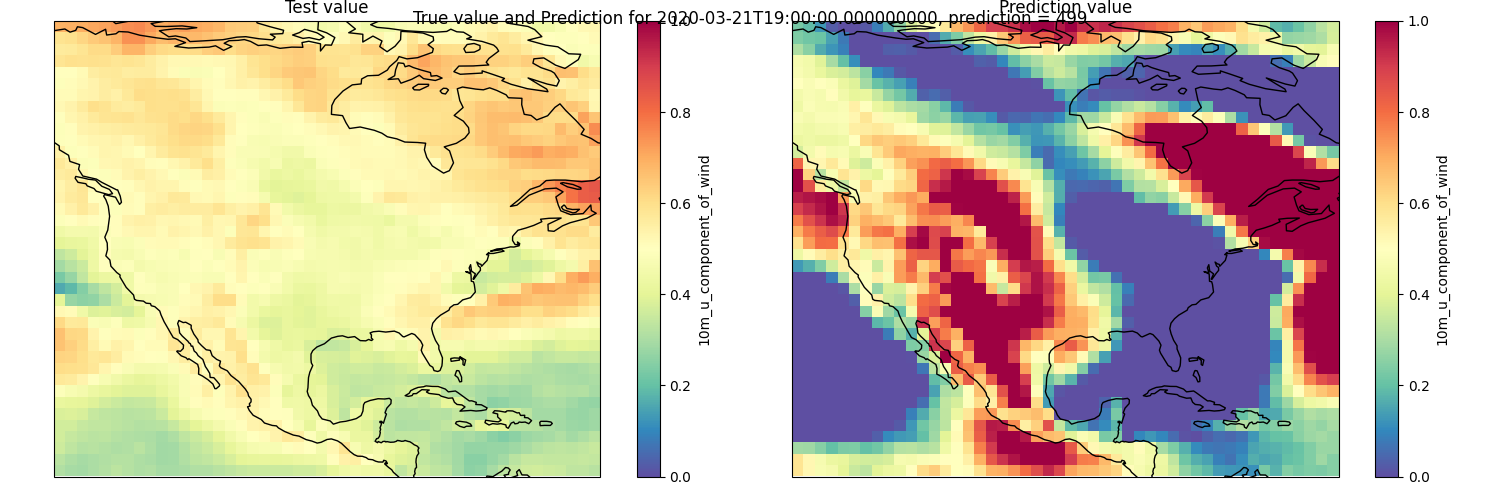 Test value
Prediction value
True value and Prediction for 2020-03-21T19:00:00.000000000, prediction = 499
1.0
0.8
0.6
0.4
0.2
0.0
10m_u_component_of_wind
1.0
0.8
0.6
0.4
0.2
0.0
10m_u_component_of_wind